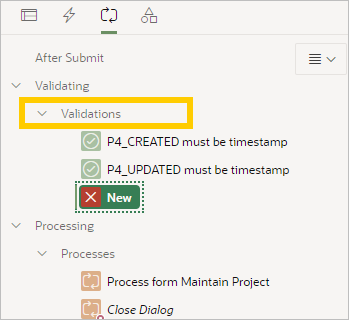 After Submit
Validating
Validations
P4_CREATED must be timestamp
P4_UPDATED must be timestamp
New
Processing
Processes
Process form Maintain Project
Close Dialog